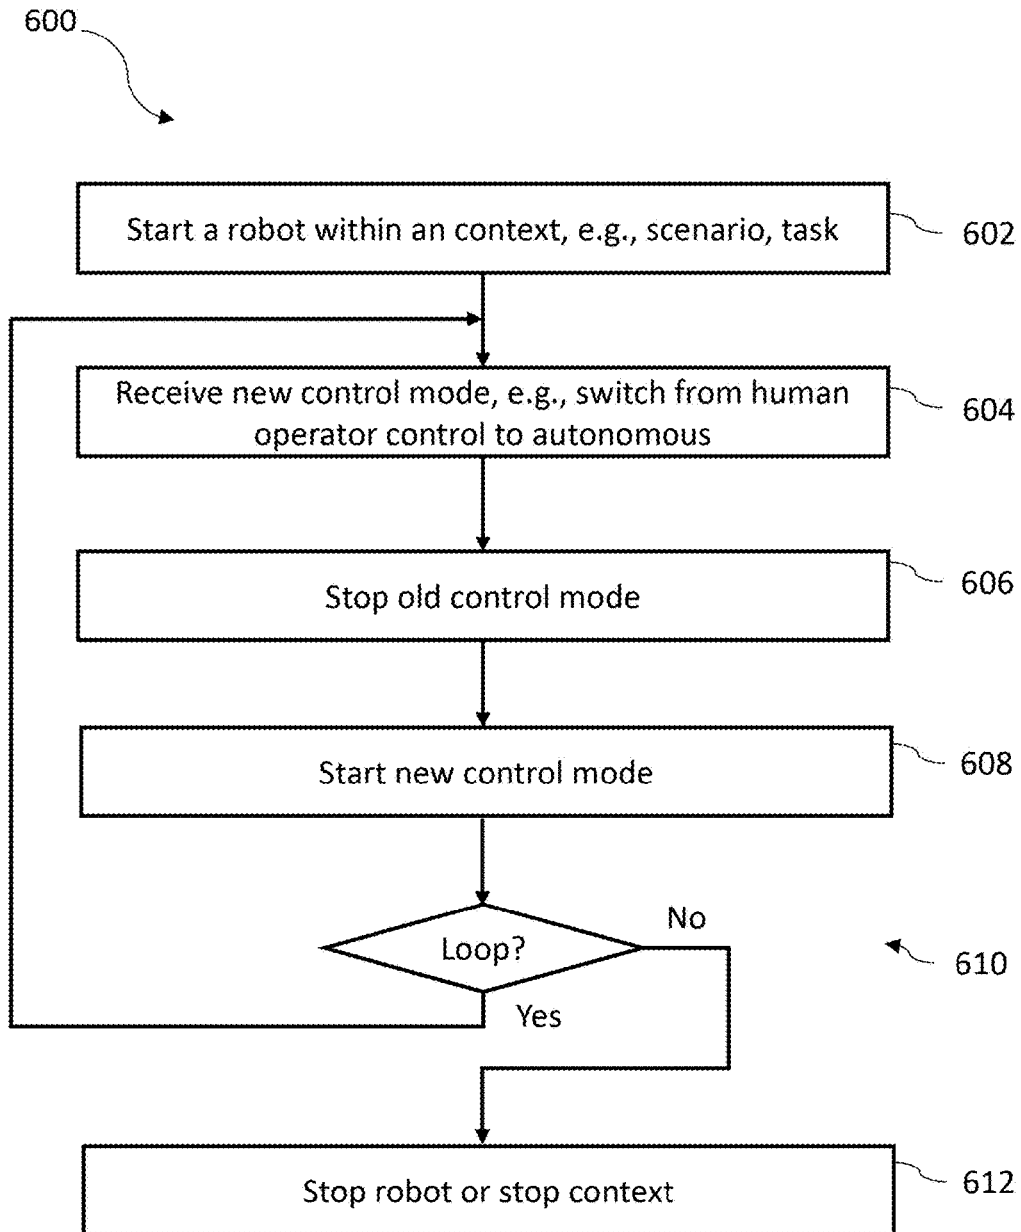 600
Start a robot within an context, e.g., scenario, task
602
Receive new control mode, e.g., switch from human
operator control to autonomous
604
Stop old control mode
606
Start new control mode
608
Loop?
No
Yes
610
Stop robot or stop context
612